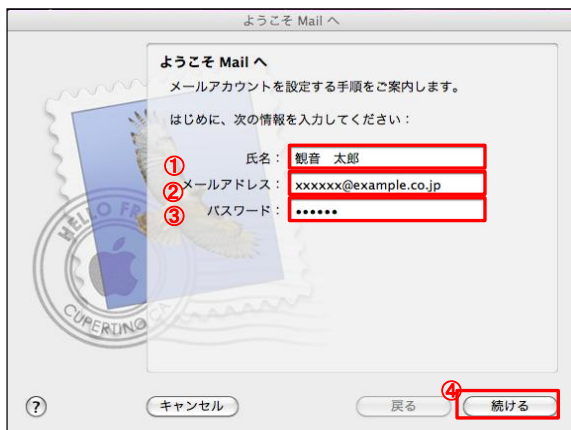 ようこそ Mail へ
ようこそ Mail へ
メールアカウントを設定する手順をご案内します。
はじめに、次の情報を入力してください：
① 氏名： 観音　太郎
② メールアドレス： xxxxxx@example.co.jp
③ パスワード： ••••••
HELLO FR
CUPERTINO
④
? キャンセル 戻る 続ける